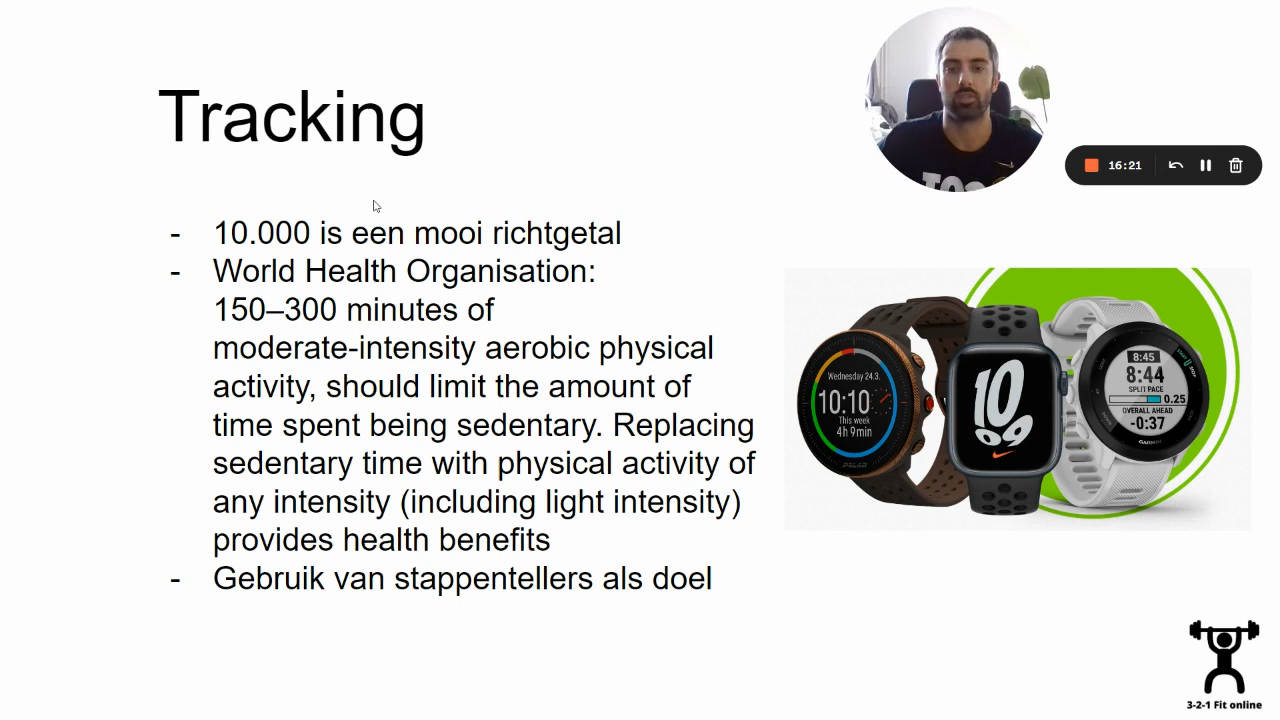 Tracking
16:21
- 10.000 is een mooi richtgetal
- World Health Organisation:
150–300 minutes of
moderate-intensity aerobic physical
activity, should limit the amount of
time spent being sedentary. Replacing
sedentary time with physical activity of
any intensity (including light intensity)
provides health benefits
- Gebruik van stappentellers als doel
Wednesday 24.3.
10:10
This week
4h 9min
POLAR
10
09
8:45
8:44
SPLIT PACE
0.25
OVERALL AHEAD
-0:37
GARMIN
3-2-1 Fit online